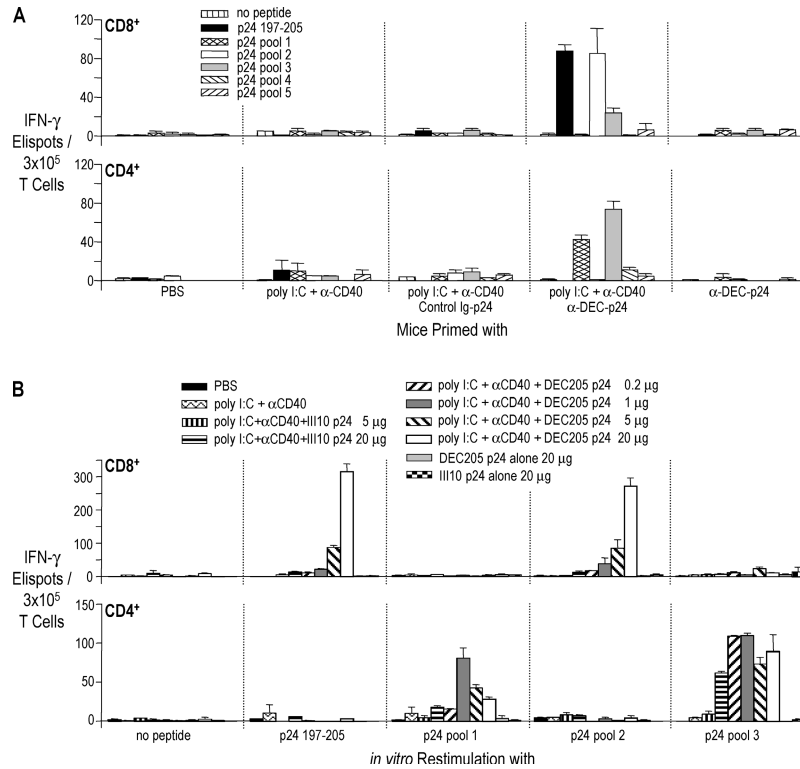 A
CD8+
no peptide
p24 197-205
p24 pool 1
p24 pool 2
p24 pool 3
p24 pool 4
p24 pool 5
120
80
40
0
IFN-γ
Elispots /
3x10⁵
T Cells
CD4+
120
80
40
0
PBS
poly I:C + α-CD40
poly I:C + α-CD40
Control Ig-p24
poly I:C + α-CD40
α-DEC-p24
α-DEC-p24
Mice Primed with
B
PBS
poly I:C + αCD40
poly I:C+αCD40+III10 p24 5 µg
poly I:C+αCD40+III10 p24 20 µg
poly I:C + αCD40 + DEC205 p24 0.2 µg
poly I:C + αCD40 + DEC205 p24 1 µg
poly I:C + αCD40 + DEC205 p24 5 µg
poly I:C + αCD40 + DEC205 p24 20 µg
DEC205 p24 alone 20 µg
III10 p24 alone 20 µg
CD8+
300
200
100
0
IFN-γ
Elispots /
3x10⁵
T Cells
CD4+
150
100
50
0
no peptide
p24 197-205
p24 pool 1
p24 pool 2
p24 pool 3
in vitro Restimulation with